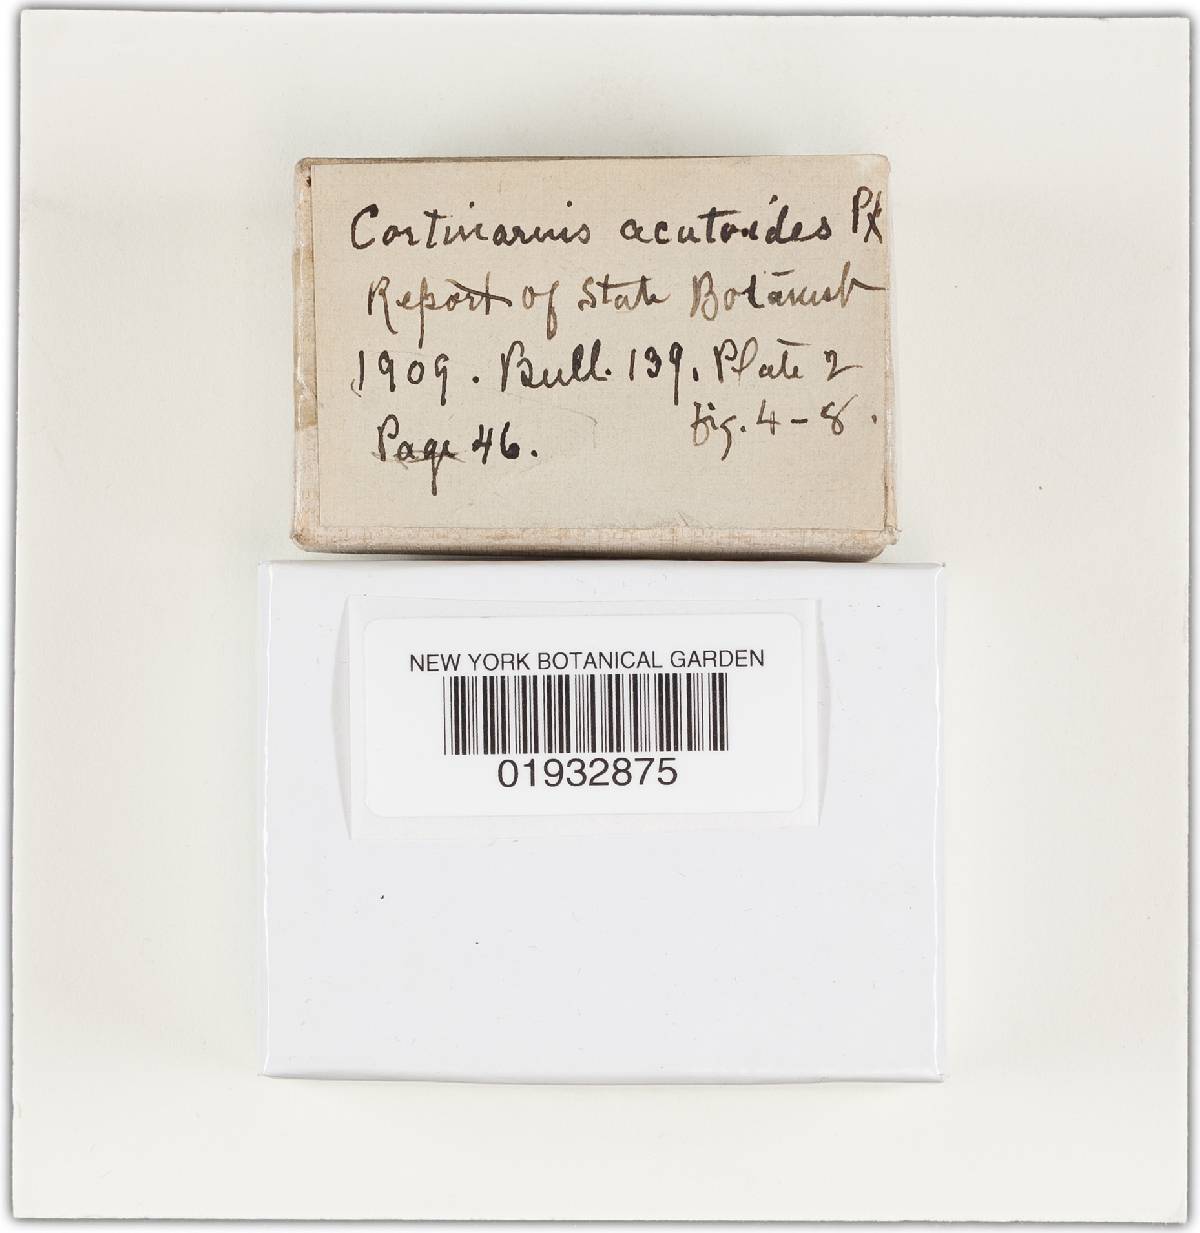 Cortinarius acutoides Pk
Report of State Botanist
1909. Bull. 139. Plate 2
fig. 4-8.
Page 46.
NEW YORK BOTANICAL GARDEN
01932875